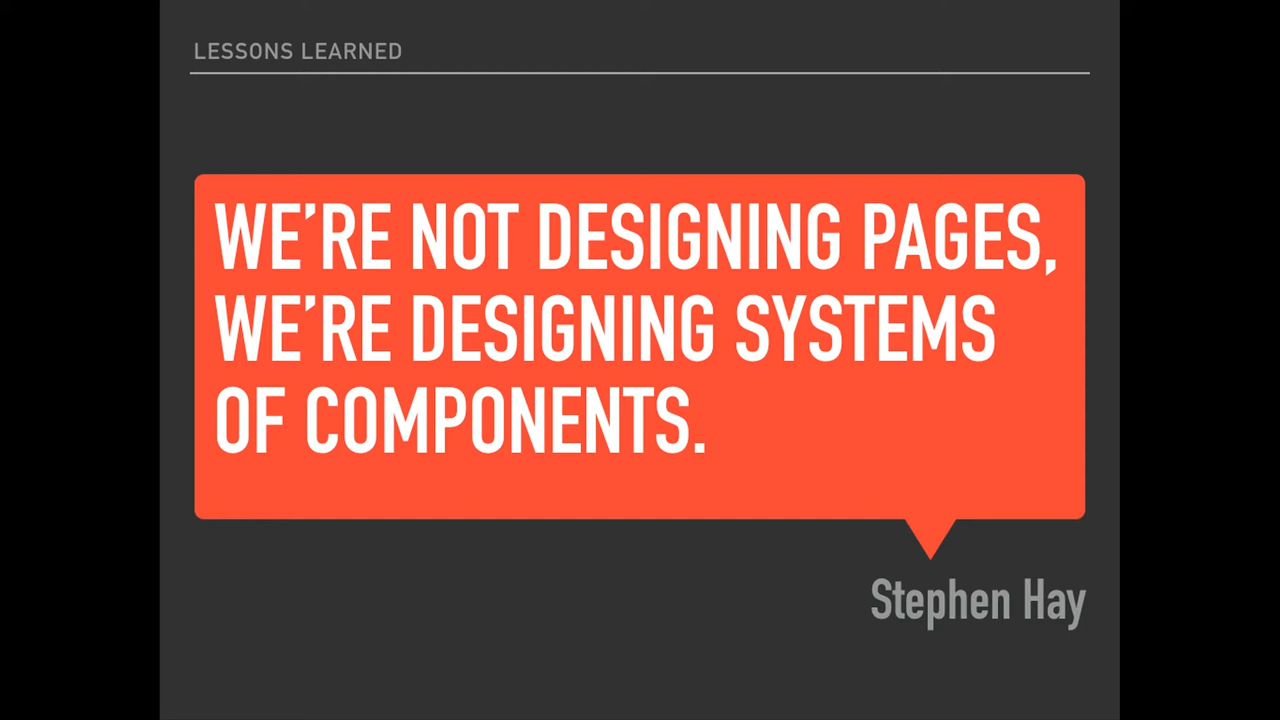 LESSONS LEARNED
WE’RE NOT DESIGNING PAGES,
WE’RE DESIGNING SYSTEMS
OF COMPONENTS.
Stephen Hay